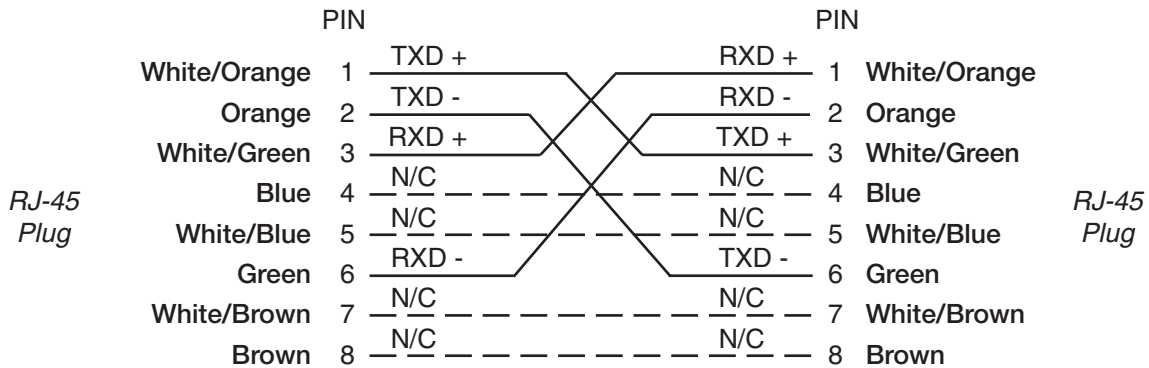 PIN PIN
White/Orange 1 TXD + RXD + 1 White/Orange
Orange 2 TXD - RXD - 2 Orange
White/Green 3 RXD + TXD + 3 White/Green
Blue 4 N/C N/C 4 Blue
RJ-45 RJ-45
Plug Plug
White/Blue 5 N/C N/C 5 White/Blue
Green 6 RXD - TXD - 6 Green
White/Brown 7 N/C N/C 7 White/Brown
Brown 8 N/C N/C 8 Brown